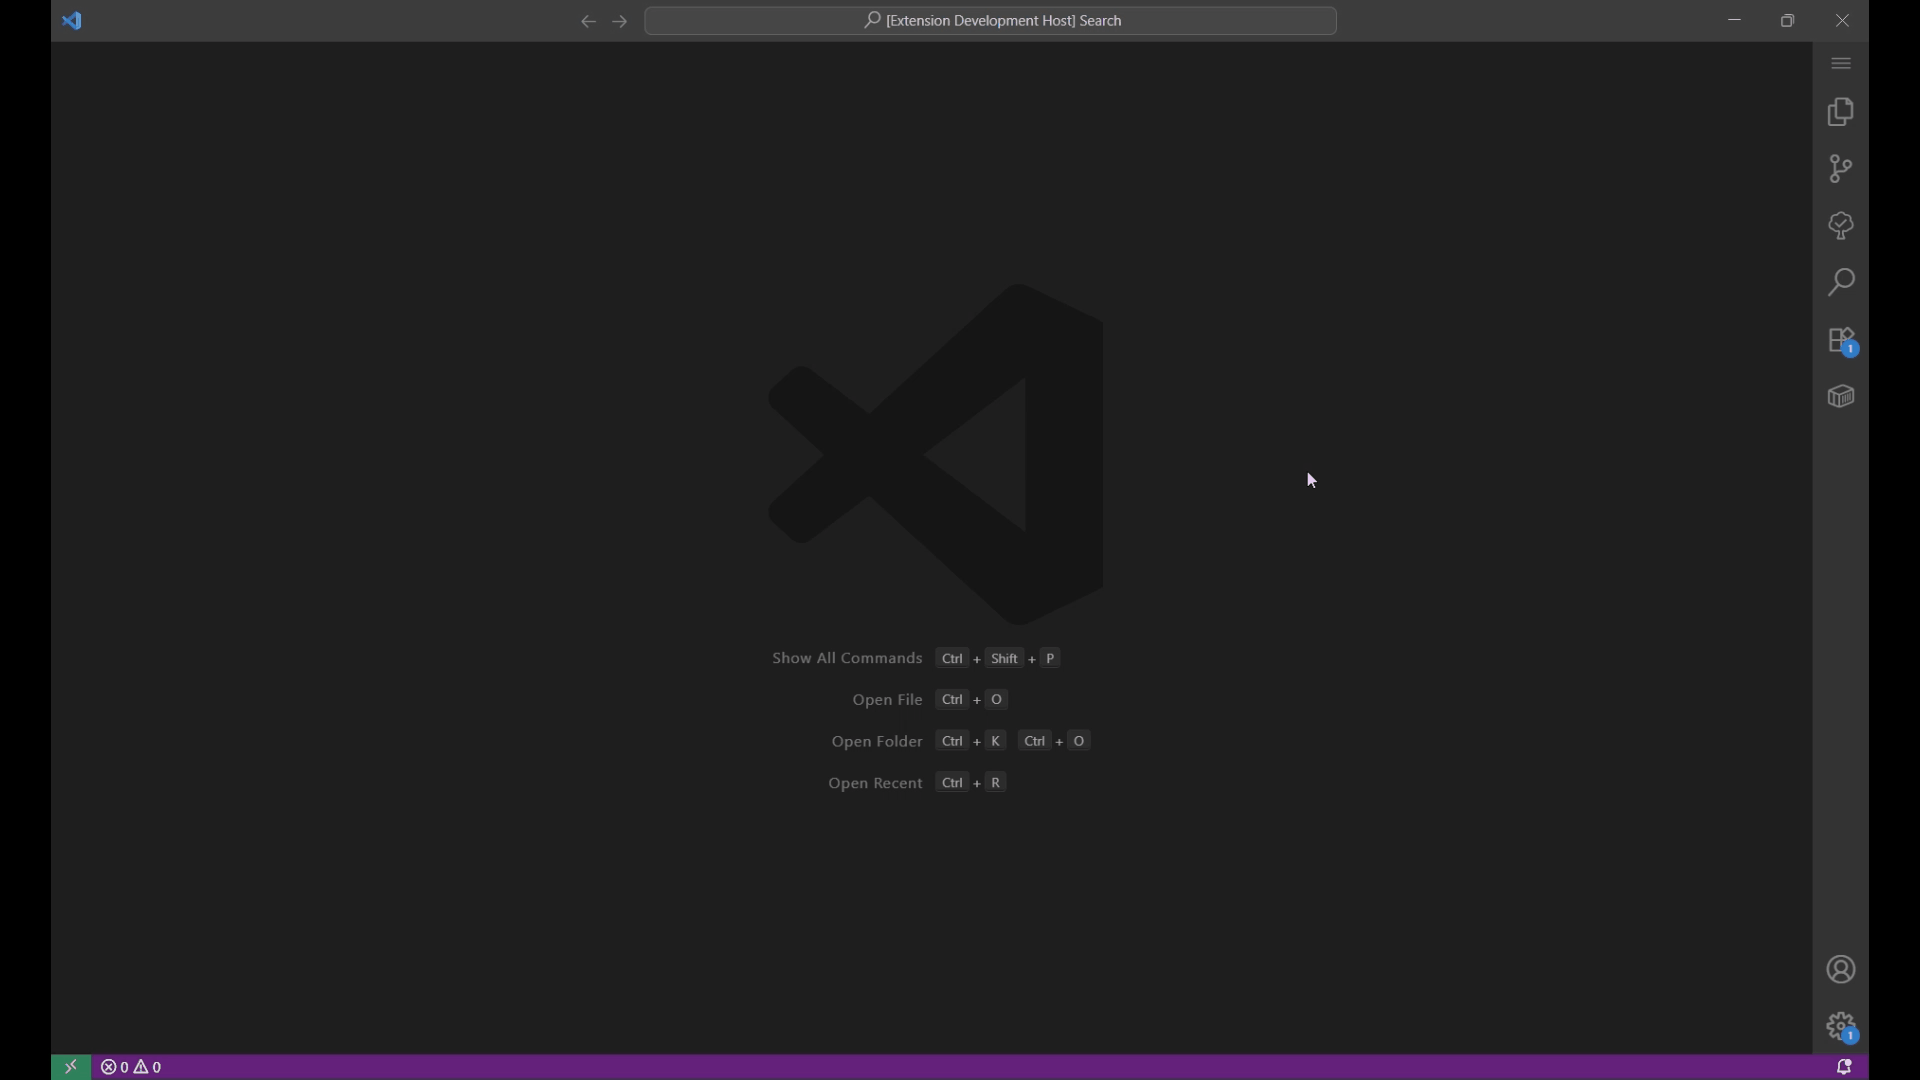 [Extension Development Host] Search
1
Show All Commands Ctrl + Shift + P
Open File Ctrl + O
Open Folder Ctrl + K Ctrl + O
Open Recent Ctrl + R
1
0 0